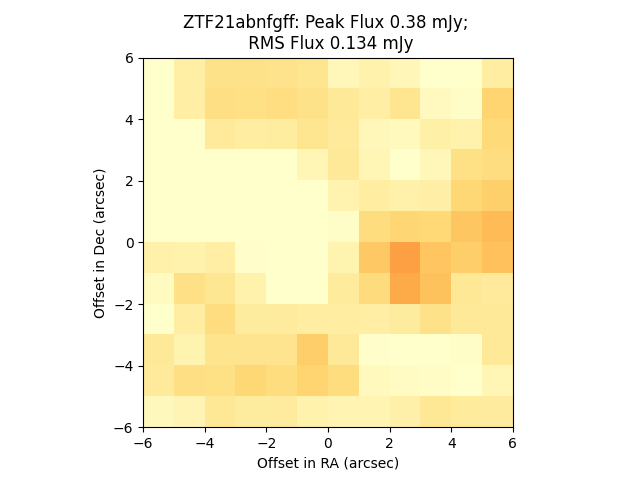 ZTF21abnfgff: Peak Flux 0.38 mJy;
RMS Flux 0.134 mJy
6
4
2
0
−2
−4
−6
Offset in Dec (arcsec)
−6 −4 −2 0 2 4 6
Offset in RA (arcsec)